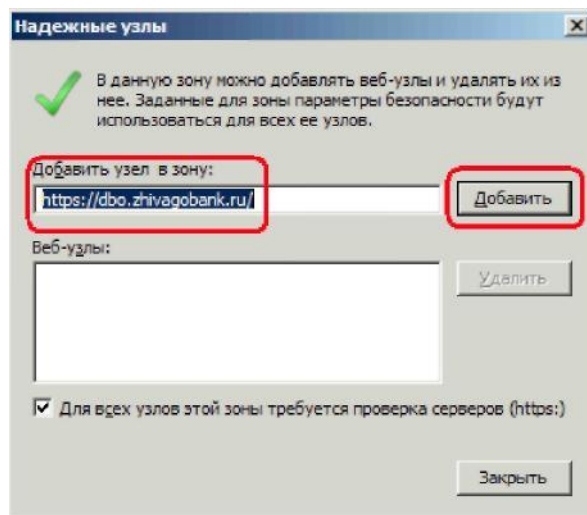 Надежные узлы
В данную зону можно добавлять веб-узлы и удалять их из
нее. Заданные для зоны параметры безопасности будут
использоваться для всех ее узлов.
Добавить узел в зону:
https://dbo.zhivagobank.ru/
Добавить
Веб-узлы:
Удалить
Для всех узлов этой зоны требуется проверка серверов (https:)
Закрыть